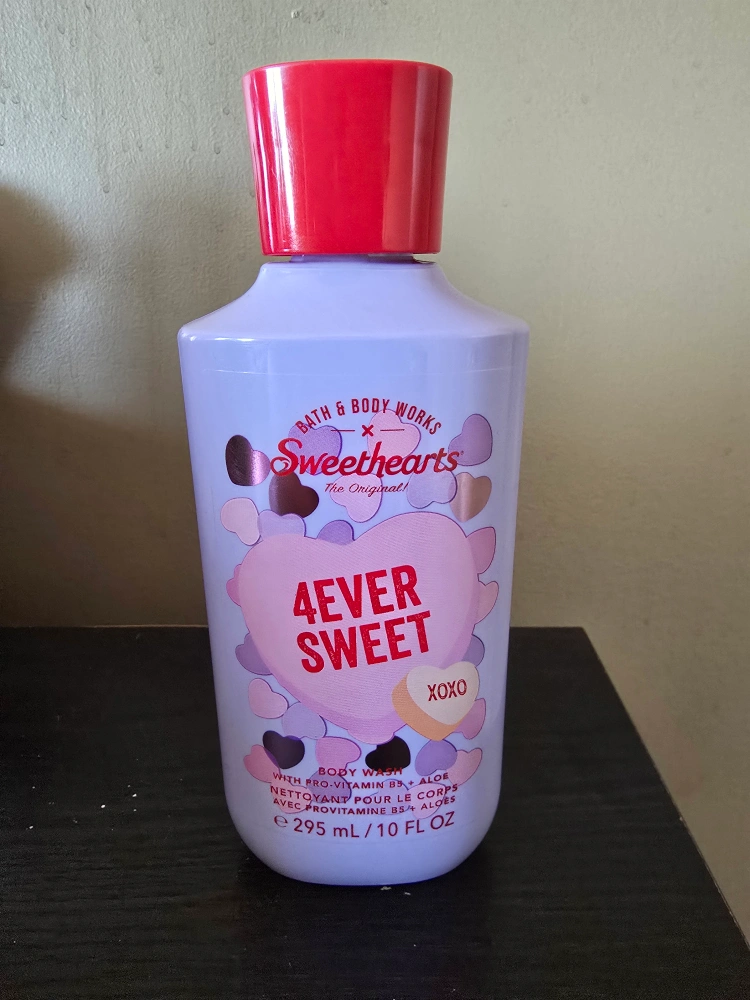 BATH & BODY WORKS
x
Sweethearts®
The Original!
4EVER
SWEET
XOXO
BODY WASH
WITH PRO-VITAMIN B5 + ALOE
NETTOYANT POUR LE CORPS
AVEC PROVITAMINE B5 + ALOÈS
℮ 295 mL / 10 FL OZ